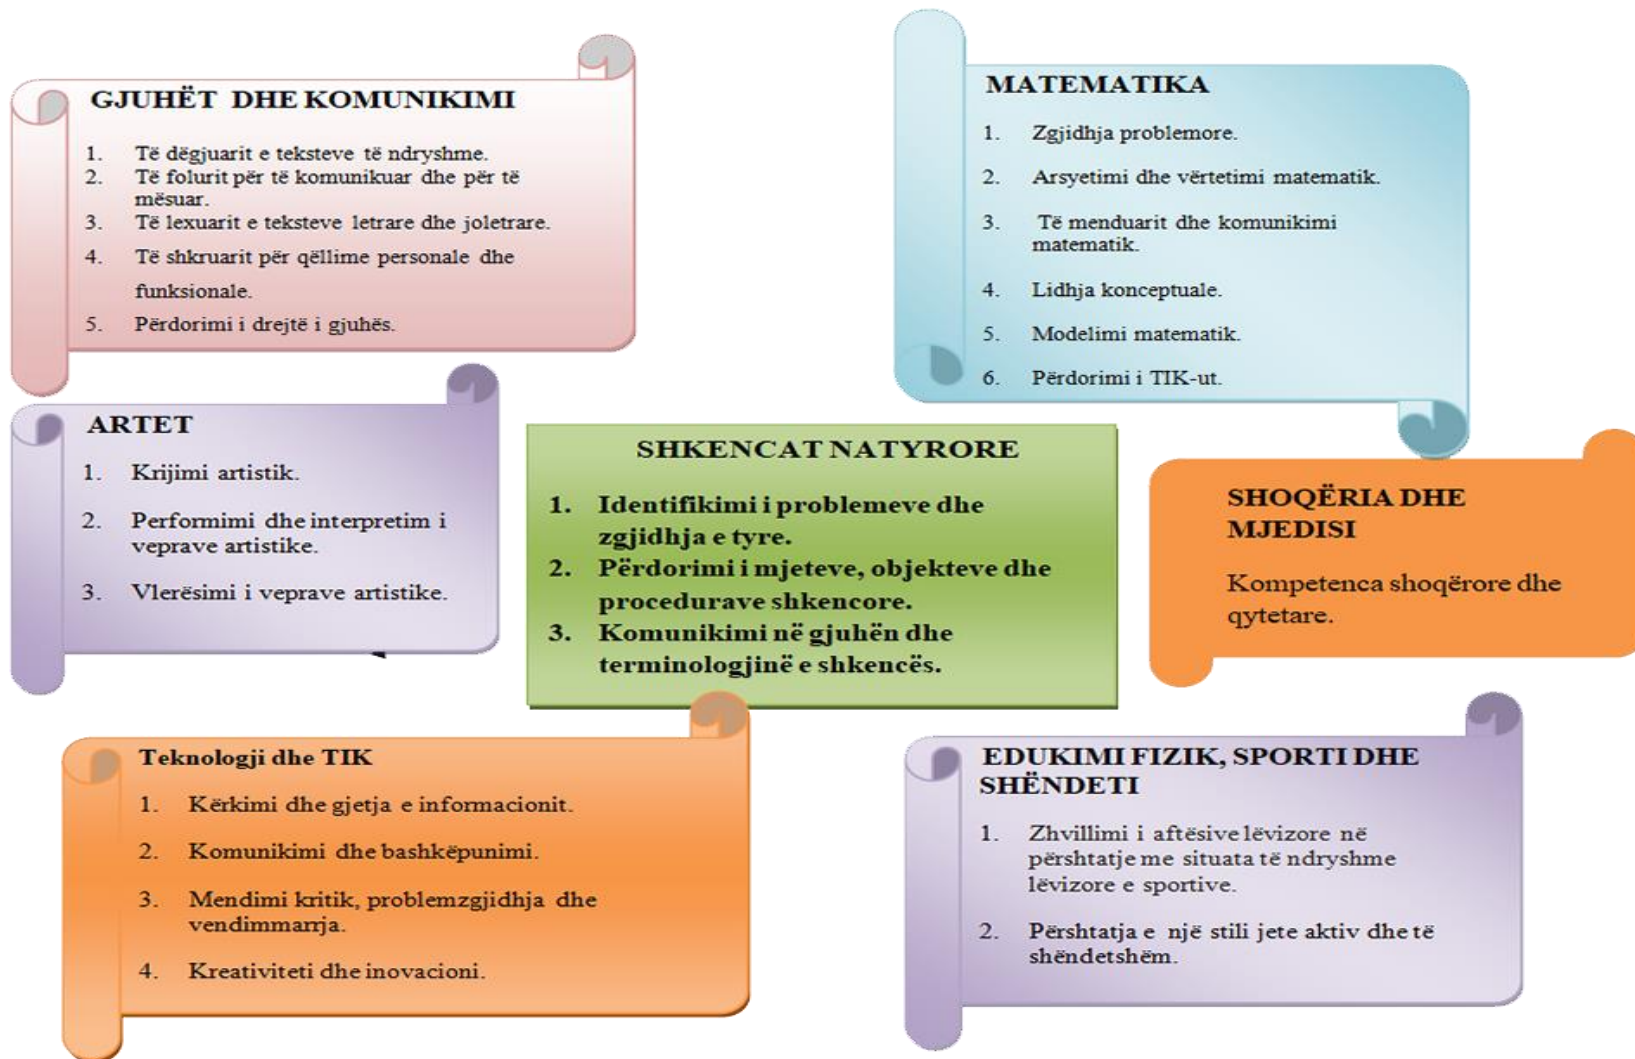 GJUHËT DHE KOMUNIKIMI
1. Të dëgjuarit e teksteve të ndryshme.
2. Të folurit për të komunikuar dhe për të
mësuar.
3. Të lexuarit e teksteve letrare dhe joletrare.
4. Të shkruarit për qëllime personale dhe
funksionale.
5. Përdorimi i drejtë i gjuhës.
MATEMATIKA
1. Zgjidhja problemore.
2. Arsyetimi dhe vërtetimi matematik.
3. Të menduarit dhe komunikimi
matematik.
4. Lidhja konceptuale.
5. Modelimi matematik.
6. Përdorimi i TIK-ut.
ARTET
1. Krijimi artistik.
2. Performimi dhe interpretim i
veprave artistike.
3. Vlerësimi i veprave artistike.
SHKENCAT NATYRORE
1. Identifikimi i problemeve dhe
zgjidhja e tyre.
2. Përdorimi i mjeteve, objekteve dhe
procedurave shkencore.
3. Komunikimi në gjuhën dhe
terminologjinë e shkencës.
SHOQËRIA DHE
MJEDISI
Kompetenca shoqërore dhe
qytetare.
Teknologji dhe TIK
1. Kërkimi dhe gjetja e informacionit.
2. Komunikimi dhe bashkëpunimi.
3. Mendimi kritik, problemzgjidhja dhe
vendimmarrja.
4. Kreativiteti dhe inovacioni.
EDUKIMI FIZIK, SPORTI DHE
SHËNDETI
1. Zhvillimi i aftësive lëvizore në
përshtatje me situata të ndryshme
lëvizore e sportive.
2. Përshtatja e një stili jete aktiv dhe të
shëndetshëm.